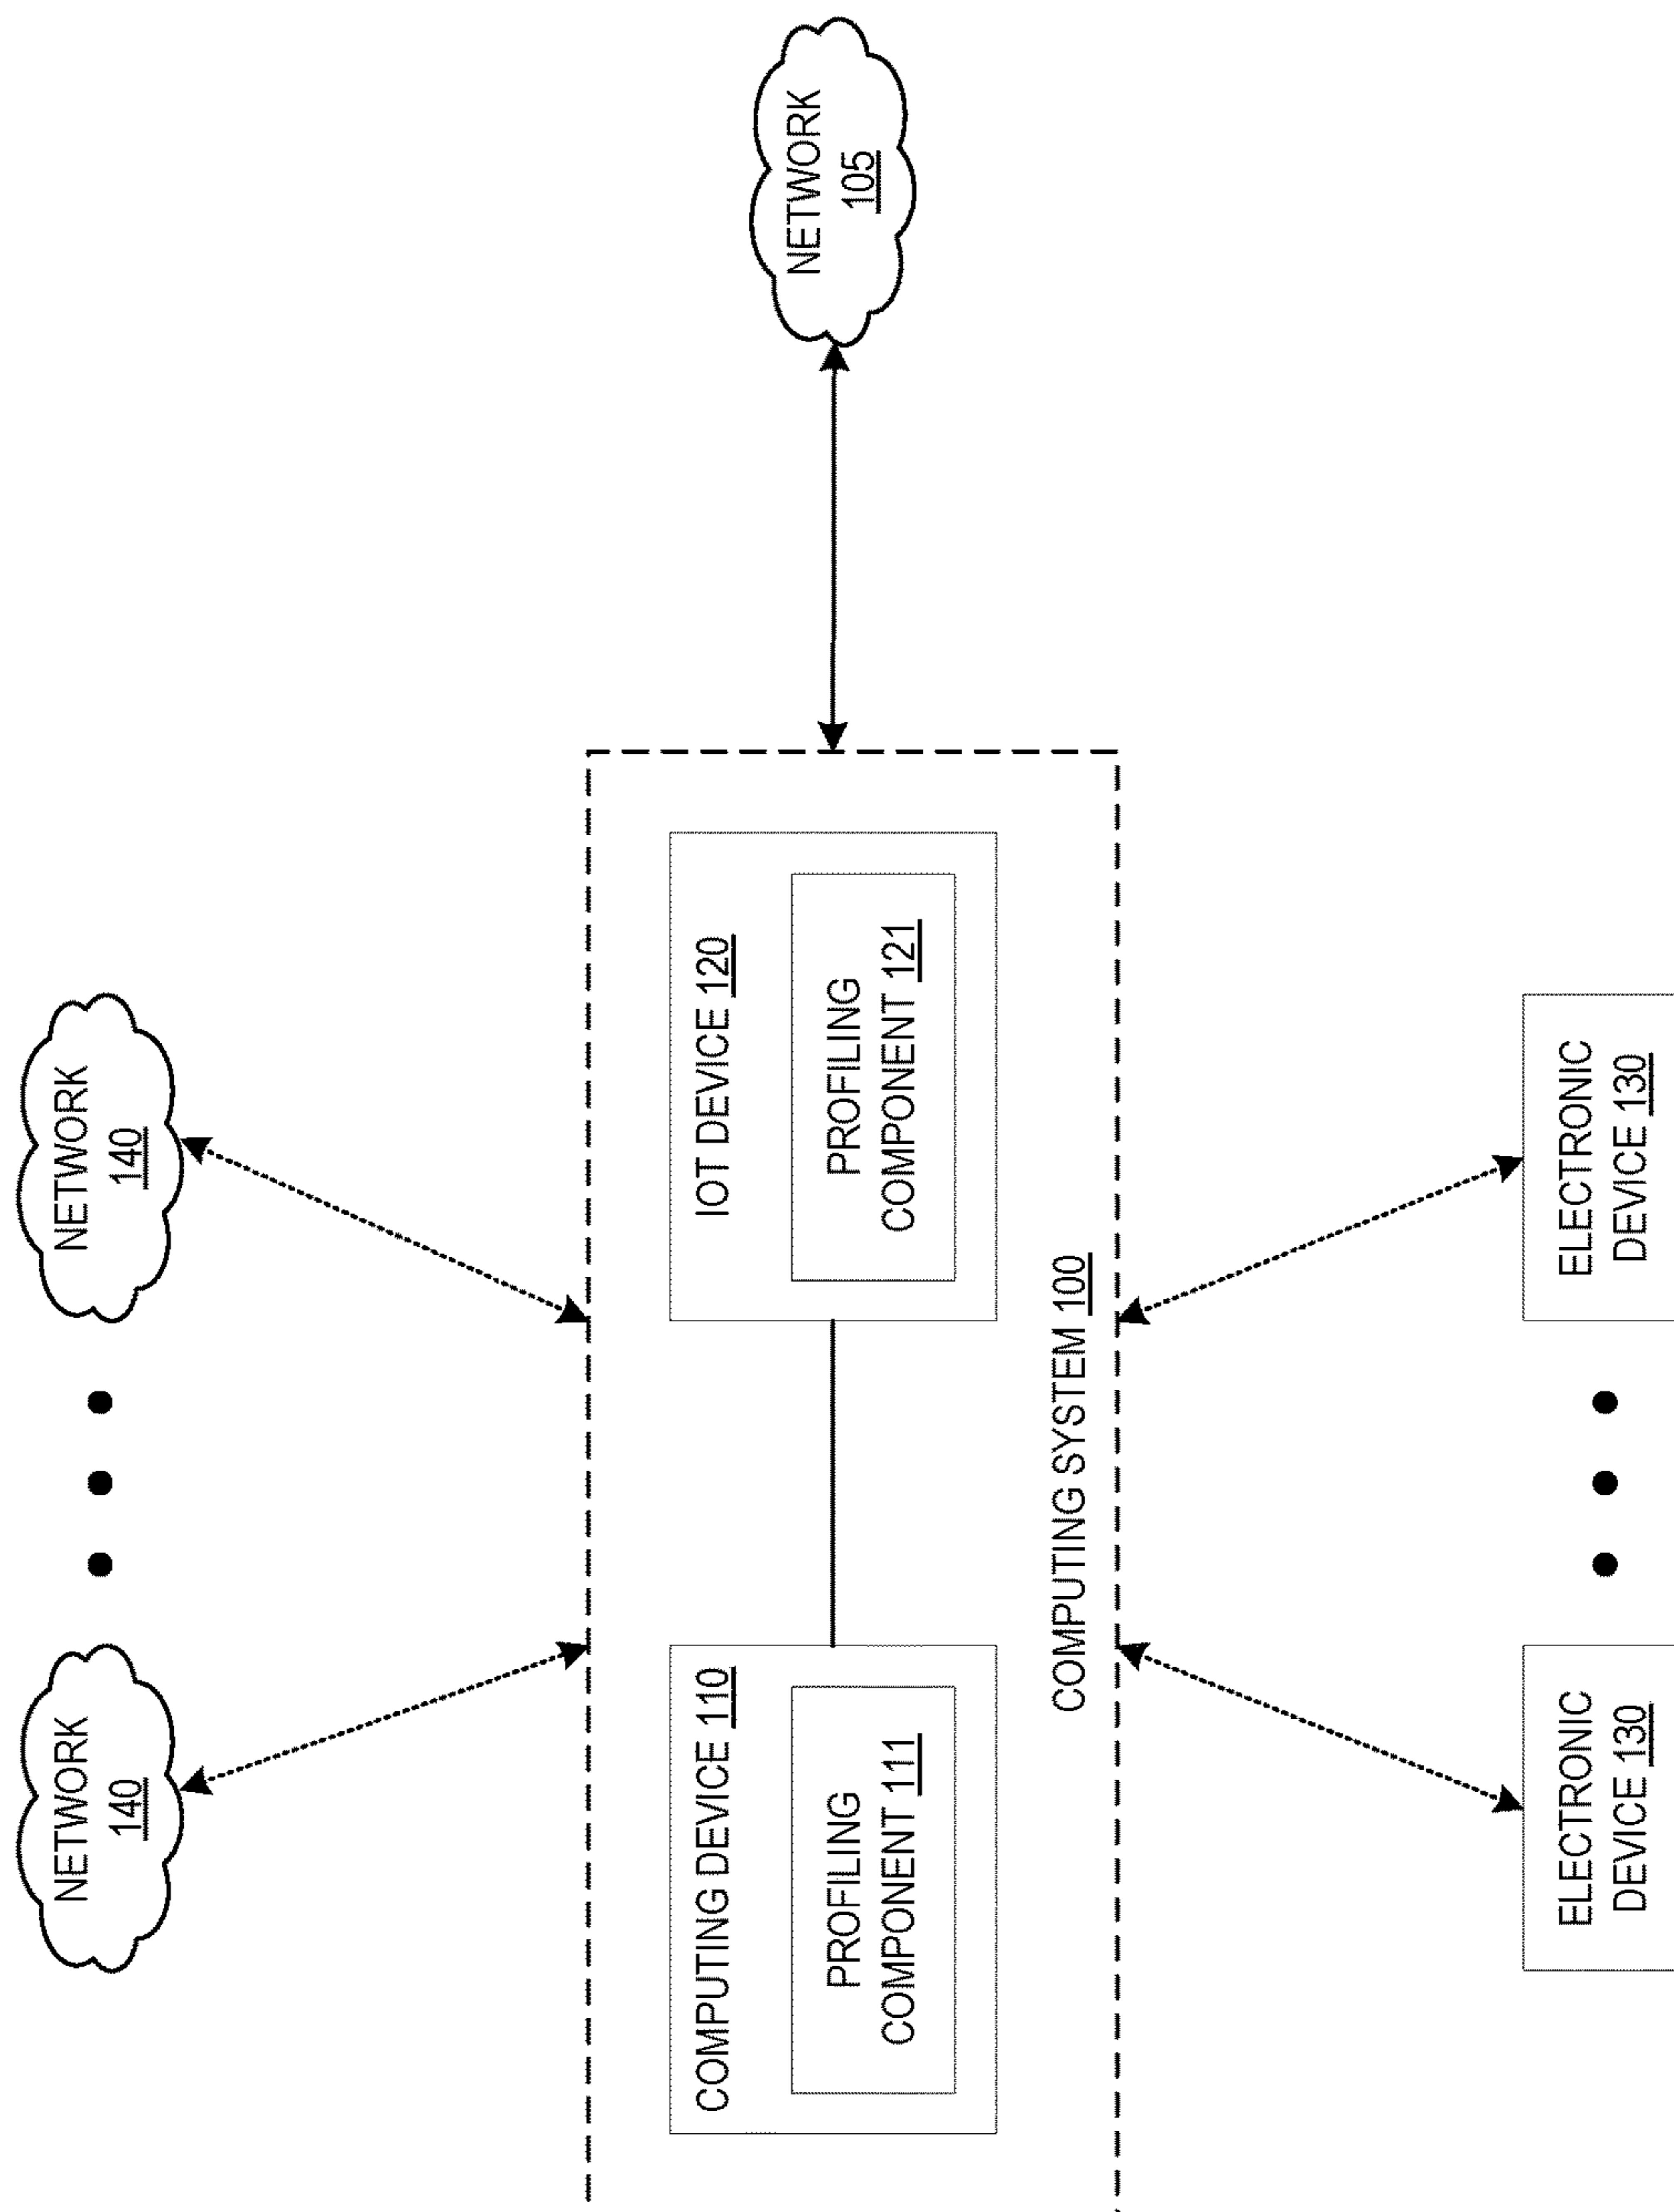 NETWORK
140
NETWORK
140
COMPUTING DEVICE 110
PROFILING
COMPONENT 111
IOT DEVICE 120
PROFILING
COMPONENT 121
NETWORK
105
COMPUTING SYSTEM 100
ELECTRONIC
DEVICE 130
ELECTRONIC
DEVICE 130